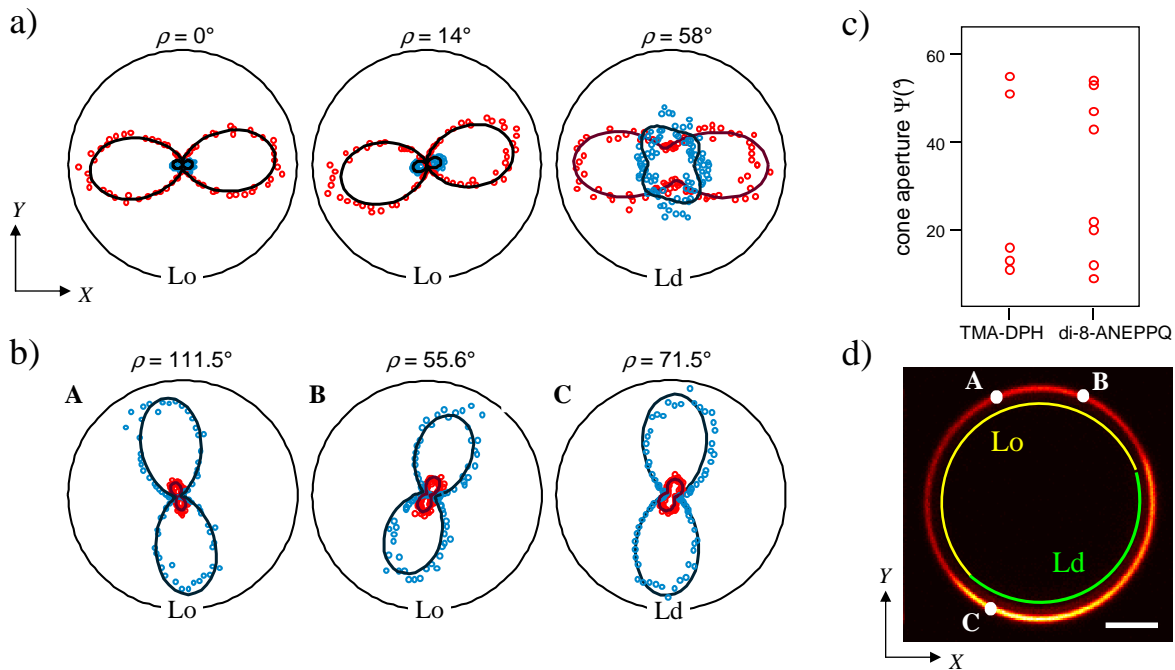 a)
ρ = 0°
ρ = 14°
ρ = 58°
Y
X
Lo
Lo
Ld
b)
ρ = 111.5°
ρ = 55.6°
ρ = 71.5°
A
B
C
Lo
Lo
Ld
c)
cone aperture Ψ(°)
60
40
20
TMA-DPH
di-8-ANEPPQ
d)
A
B
Lo
Ld
C
Y
X